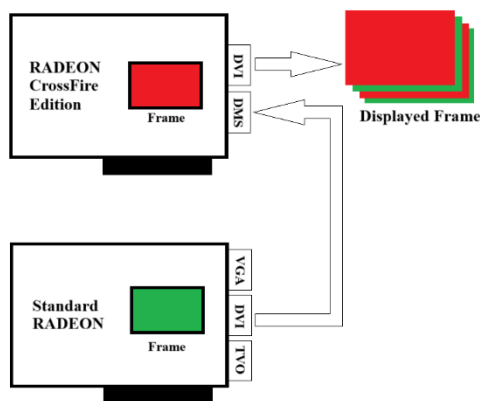 RADEON
CrossFire
Edition
Frame
DVI
DMS
Displayed Frame
Standard
RADEON
Frame
VGA
DVI
TVO